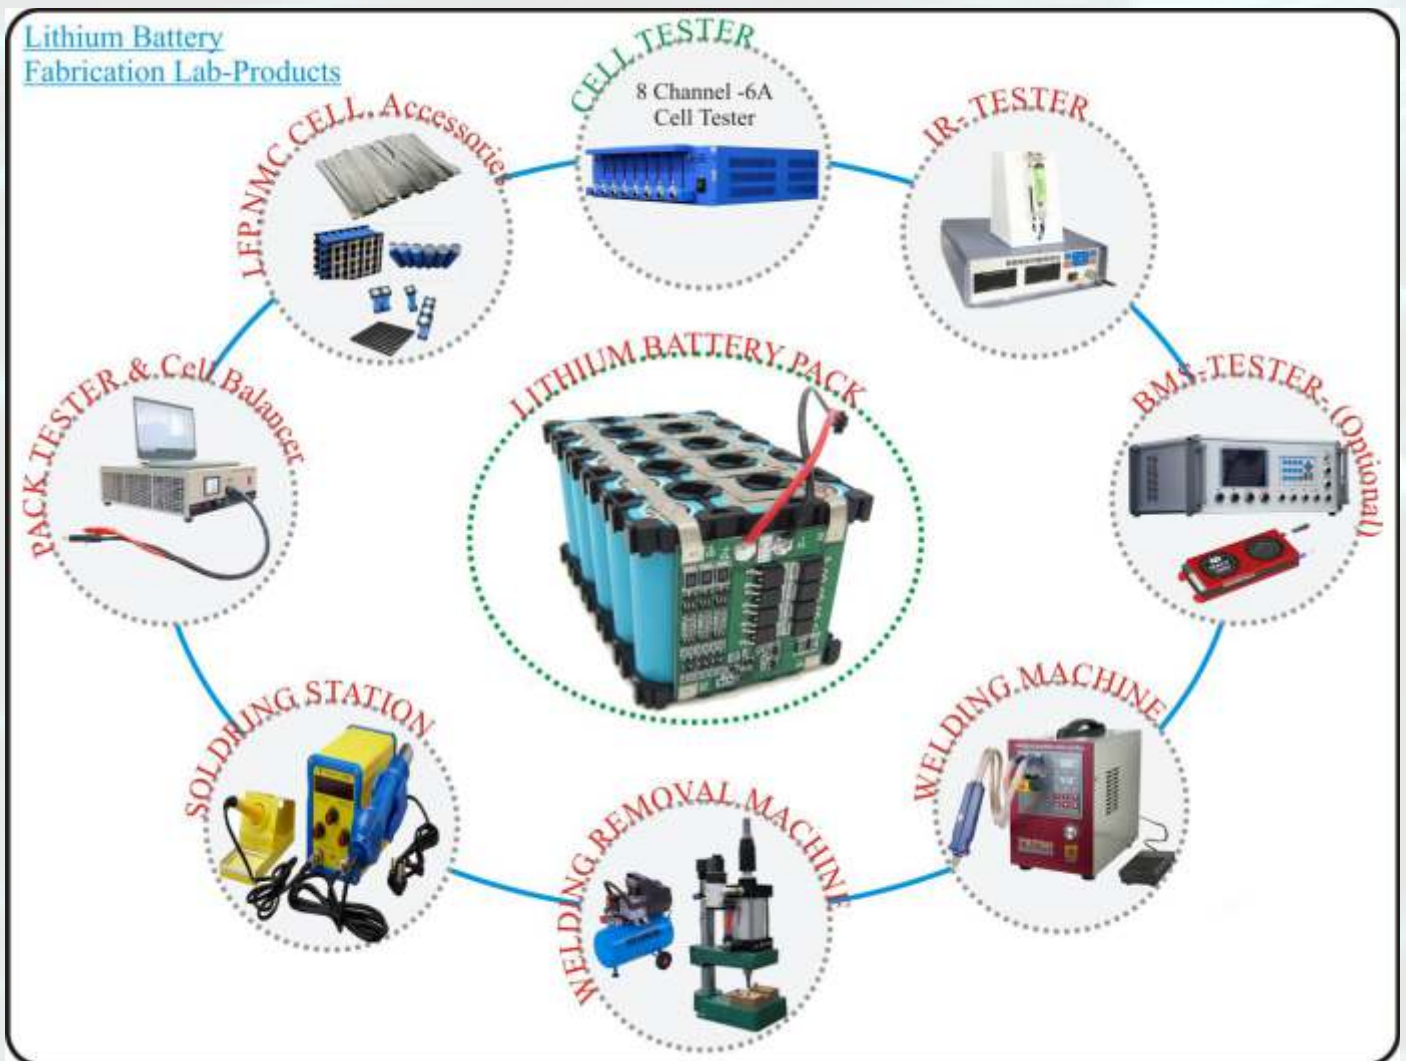 Lithium Battery
Fabrication Lab-Products
CELL TESTER
8 Channel -6A
Cell Tester
IR- TESTER
BMS-TESTER- (Optional)
WELDING MACHINE
WELDING REMOVAL MACHINE
SOLDRING STATION
PACK TESTER & Cell Balancer
LFP,NMC CELL, Accessories
LITHIUM BATTERY PACK